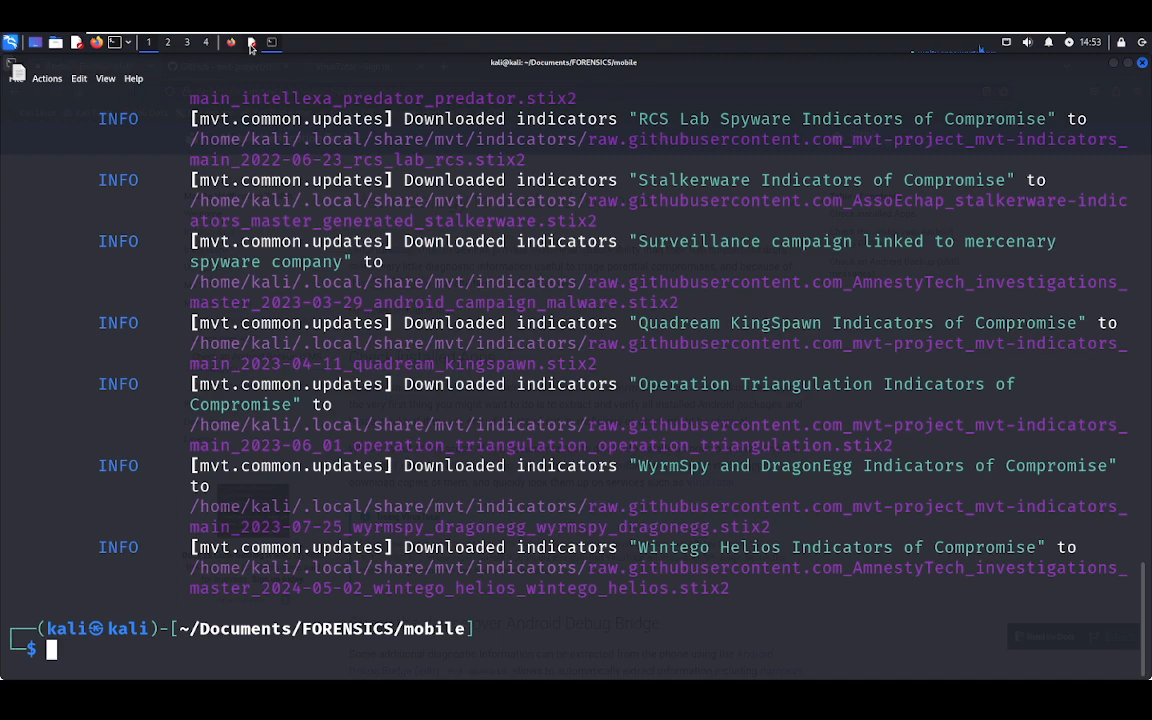 1 2 3 4 14:53
kali@kali: ~/Documents/FORENSICS/mobile
Actions Edit View Help
main_intellexa_predator_predator.stix2
INFO [mvt.common.updates] Downloaded indicators "RCS Lab Spyware Indicators of Compromise" to
/home/kali/.local/share/mvt/indicators/raw.githubusercontent.com_mvt-project_mvt-indicators_
main_2022-06-23_rcs_lab_rcs.stix2
INFO [mvt.common.updates] Downloaded indicators "Stalkerware Indicators of Compromise" to
/home/kali/.local/share/mvt/indicators/raw.githubusercontent.com_AssoEchap_stalkerware-indic
ators_master_generated_stalkerware.stix2
INFO [mvt.common.updates] Downloaded indicators "Surveillance campaign linked to mercenary
spyware company" to
/home/kali/.local/share/mvt/indicators/raw.githubusercontent.com_AmnestyTech_investigations_
master_2023-03-29_android_campaign_malware.stix2
INFO [mvt.common.updates] Downloaded indicators "Quadream KingSpawn Indicators of Compromise" to
/home/kali/.local/share/mvt/indicators/raw.githubusercontent.com_mvt-project_mvt-indicators_
main_2023-04-11_quadream_kingspawn.stix2
INFO [mvt.common.updates] Downloaded indicators "Operation Triangulation Indicators of
Compromise" to
/home/kali/.local/share/mvt/indicators/raw.githubusercontent.com_mvt-project_mvt-indicators_
main_2023-06_01_operation_triangulation_operation_triangulation.stix2
INFO [mvt.common.updates] Downloaded indicators "WyrmSpy and DragonEgg Indicators of Compromise"
to
/home/kali/.local/share/mvt/indicators/raw.githubusercontent.com_mvt-project_mvt-indicators_
main_2023-07-25_wyrmspy_dragonegg_wyrmspy_dragonegg.stix2
INFO [mvt.common.updates] Downloaded indicators "Wintego Helios Indicators of Compromise" to
/home/kali/.local/share/mvt/indicators/raw.githubusercontent.com_AmnestyTech_investigations_
master_2024-05-02_wintego_helios_wintego_helios.stix2
(kali㉿kali)-[~/Documents/FORENSICS/mobile]
over Android Debug Bridge
$